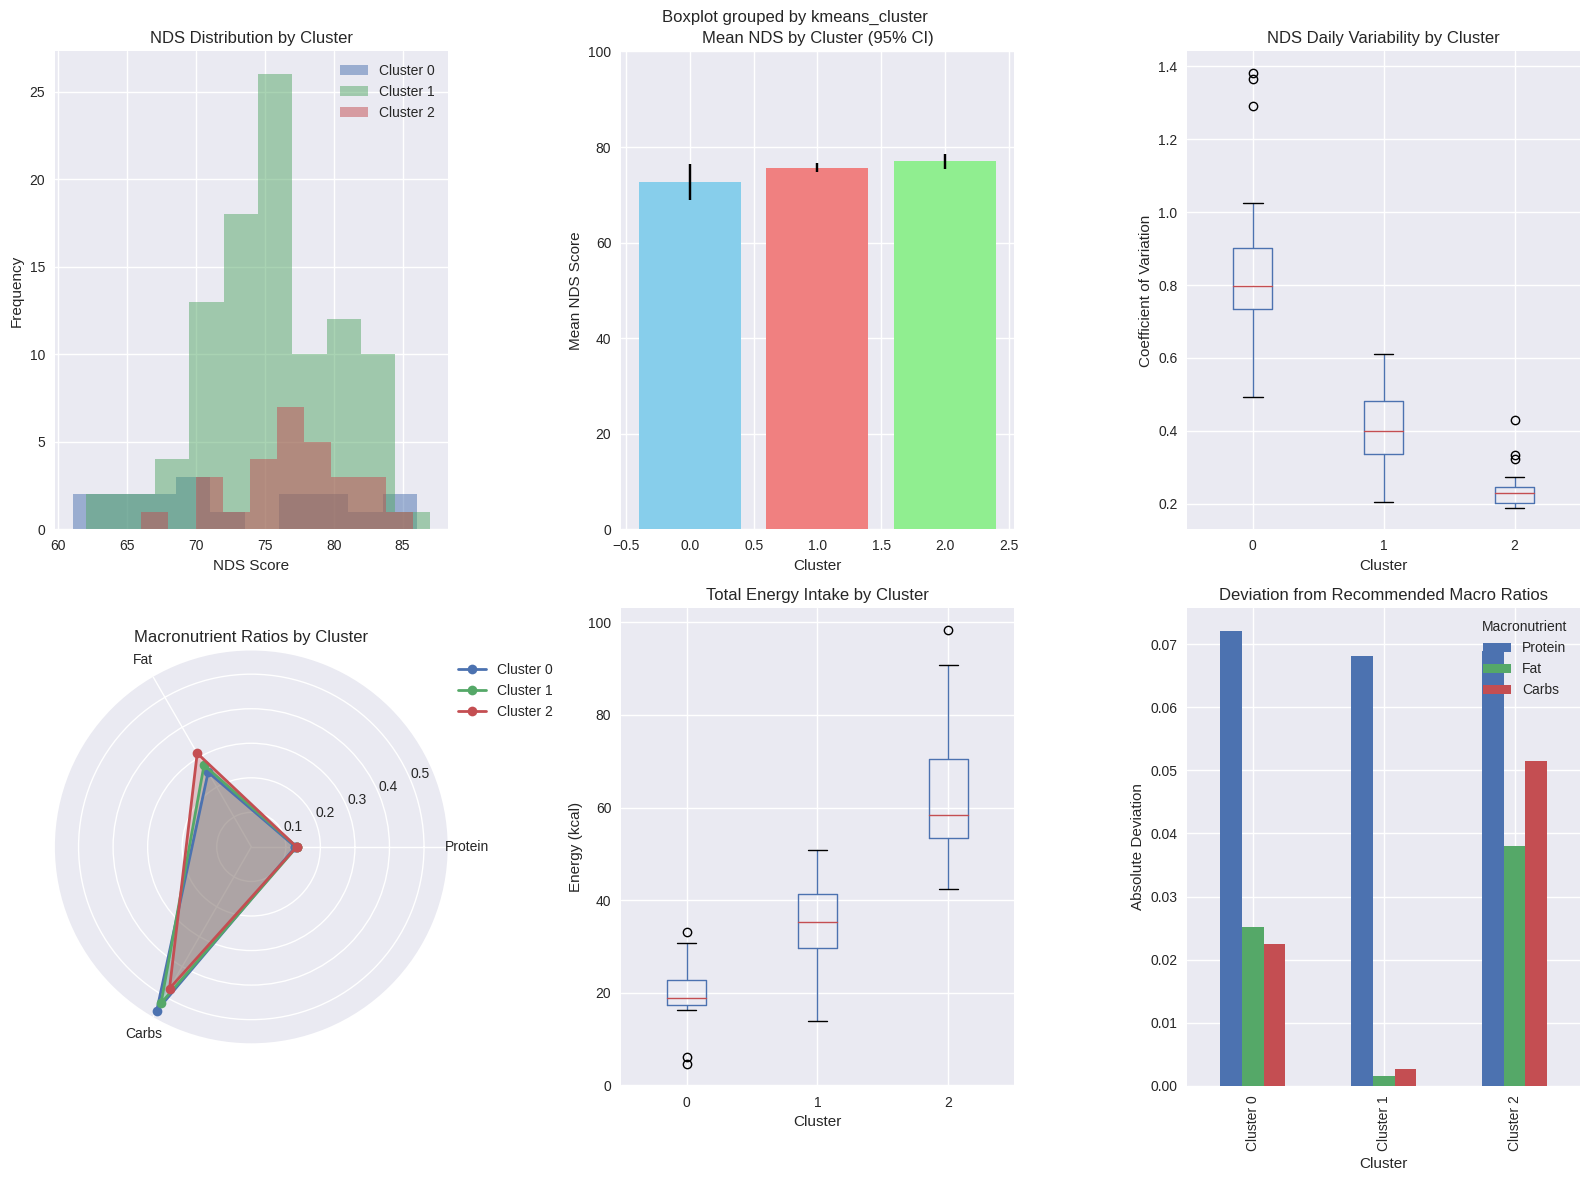 Boxplot grouped by kmeans_cluster
NDS Distribution by Cluster
Cluster 0
Cluster 1
Cluster 2
Frequency
25
20
15
10
5
0
60 65 70 75 80 85
NDS Score
Mean NDS by Cluster (95% CI)
Mean NDS Score
100
80
60
40
20
0
−0.5 0.0 0.5 1.0 1.5 2.0 2.5
Cluster
NDS Daily Variability by Cluster
Coefficient of Variation
1.4
1.2
1.0
0.8
0.6
0.4
0.2
0 1 2
Cluster
Macronutrient Ratios by Cluster
Fat
Cluster 0
Cluster 1
Cluster 2
0.5
0.4
0.3
0.2
0.1
Protein
Carbs
Total Energy Intake by Cluster
Energy (kcal)
100
80
60
40
20
0
0 1 2
Cluster
Deviation from Recommended Macro Ratios
Macronutrient
Protein
Fat
Carbs
Absolute Deviation
0.07
0.06
0.05
0.04
0.03
0.02
0.01
0.00
Cluster 0
Cluster 1
Cluster 2
Cluster